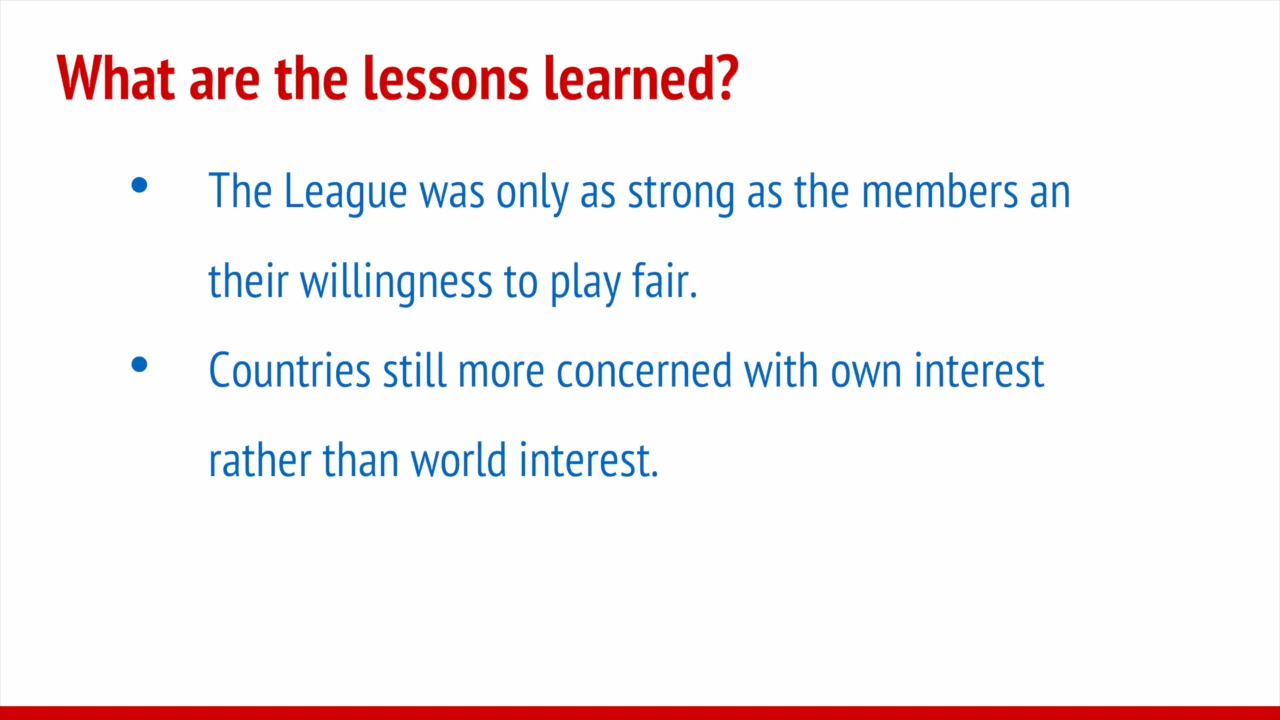 What are the lessons learned?
• The League was only as strong as the members an
their willingness to play fair.
• Countries still more concerned with own interest
rather than world interest.